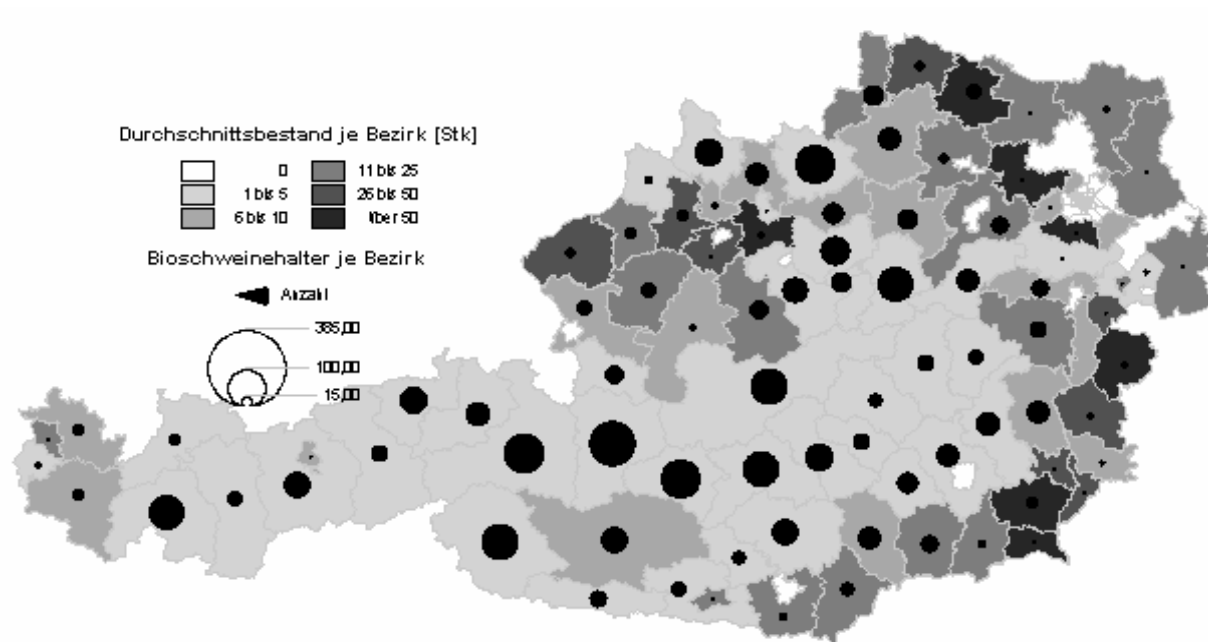 Durchschnittsbestand je Bezirk [Stk]
0
11 bis 25
1 bis 5
26 bis 50
6 bis 10
über 50
Bioschweinehalter je Bezirk
Anzahl
385,00
100,00
15,00